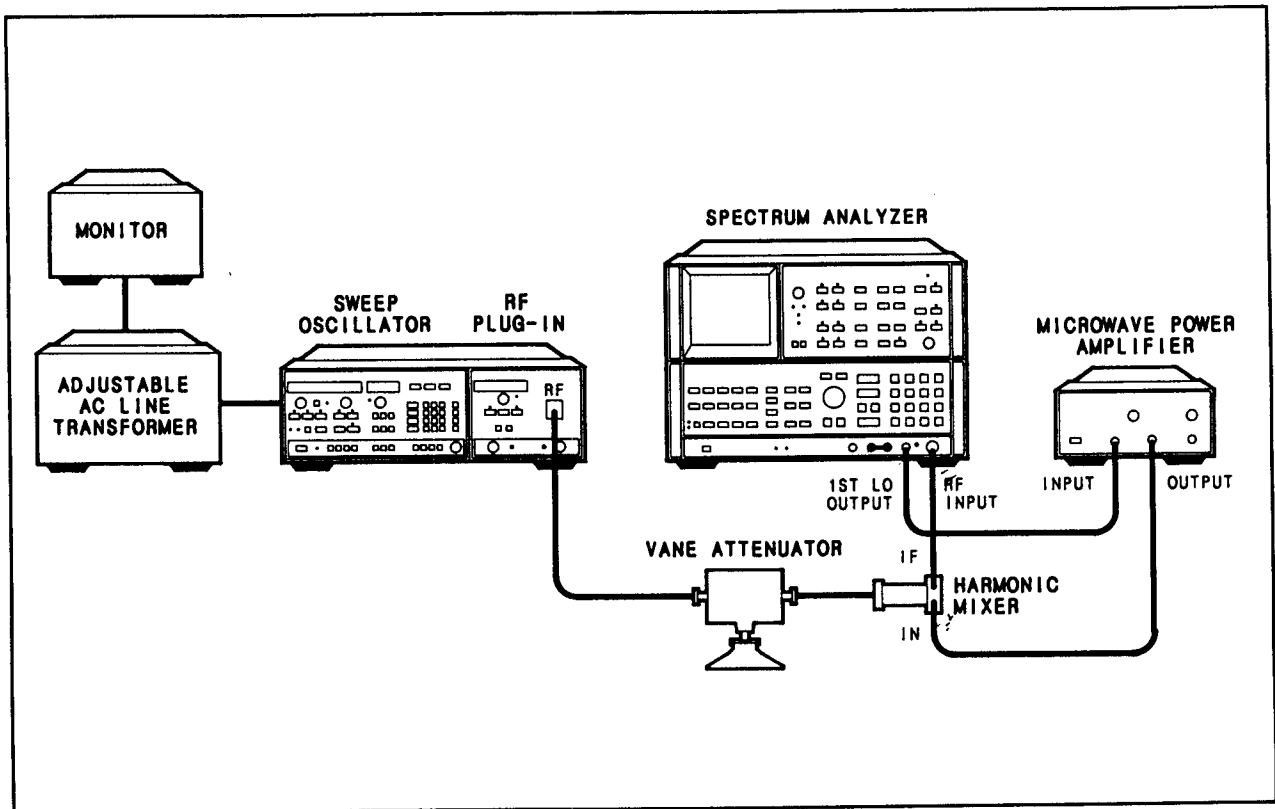 MONITOR
ADJUSTABLE
AC LINE
TRANSFORMER
SWEEP
OSCILLATOR
RF
PLUG-IN
RF
SPECTRUM ANALYZER
1ST LO
OUTPUT
RF
INPUT
MICROWAVE POWER
AMPLIFIER
INPUT
OUTPUT
VANE ATTENUATOR
IF
HARMONIC
MIXER
IN